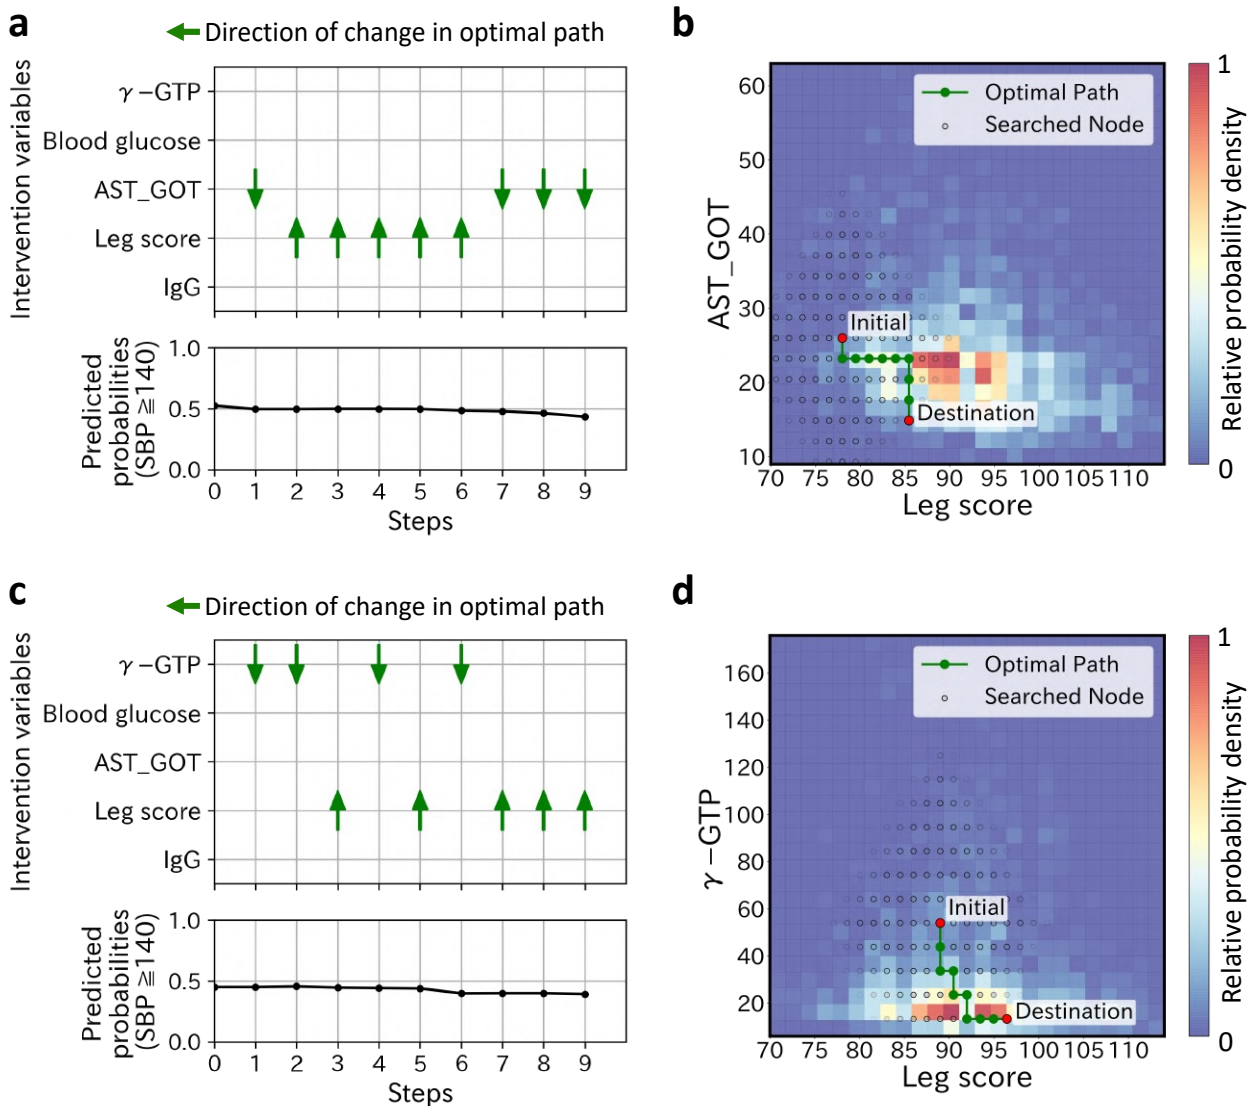 a
Direction of change in optimal path
Intervention variables
γ −GTP
Blood glucose
AST_GOT
Leg score
IgG
Predicted
probabilities
(SBP ≧140)
1.0
0.5
0.0
0 1 2 3 4 5 6 7 8 9
Steps
b
AST_GOT
60
50
40
30
20
10
Optimal Path
Searched Node
Initial
Destination
70 75 80 85 90 95 100 105 110
Leg score
1
Relative probability density
0
c
Direction of change in optimal path
Intervention variables
γ −GTP
Blood glucose
AST_GOT
Leg score
IgG
Predicted
probabilities
(SBP ≧140)
1.0
0.5
0.0
0 1 2 3 4 5 6 7 8 9
Steps
d
γ −GTP
160
140
120
100
80
60
40
20
Optimal Path
Searched Node
Initial
Destination
70 75 80 85 90 95 100 105 110
Leg score
1
Relative probability density
0